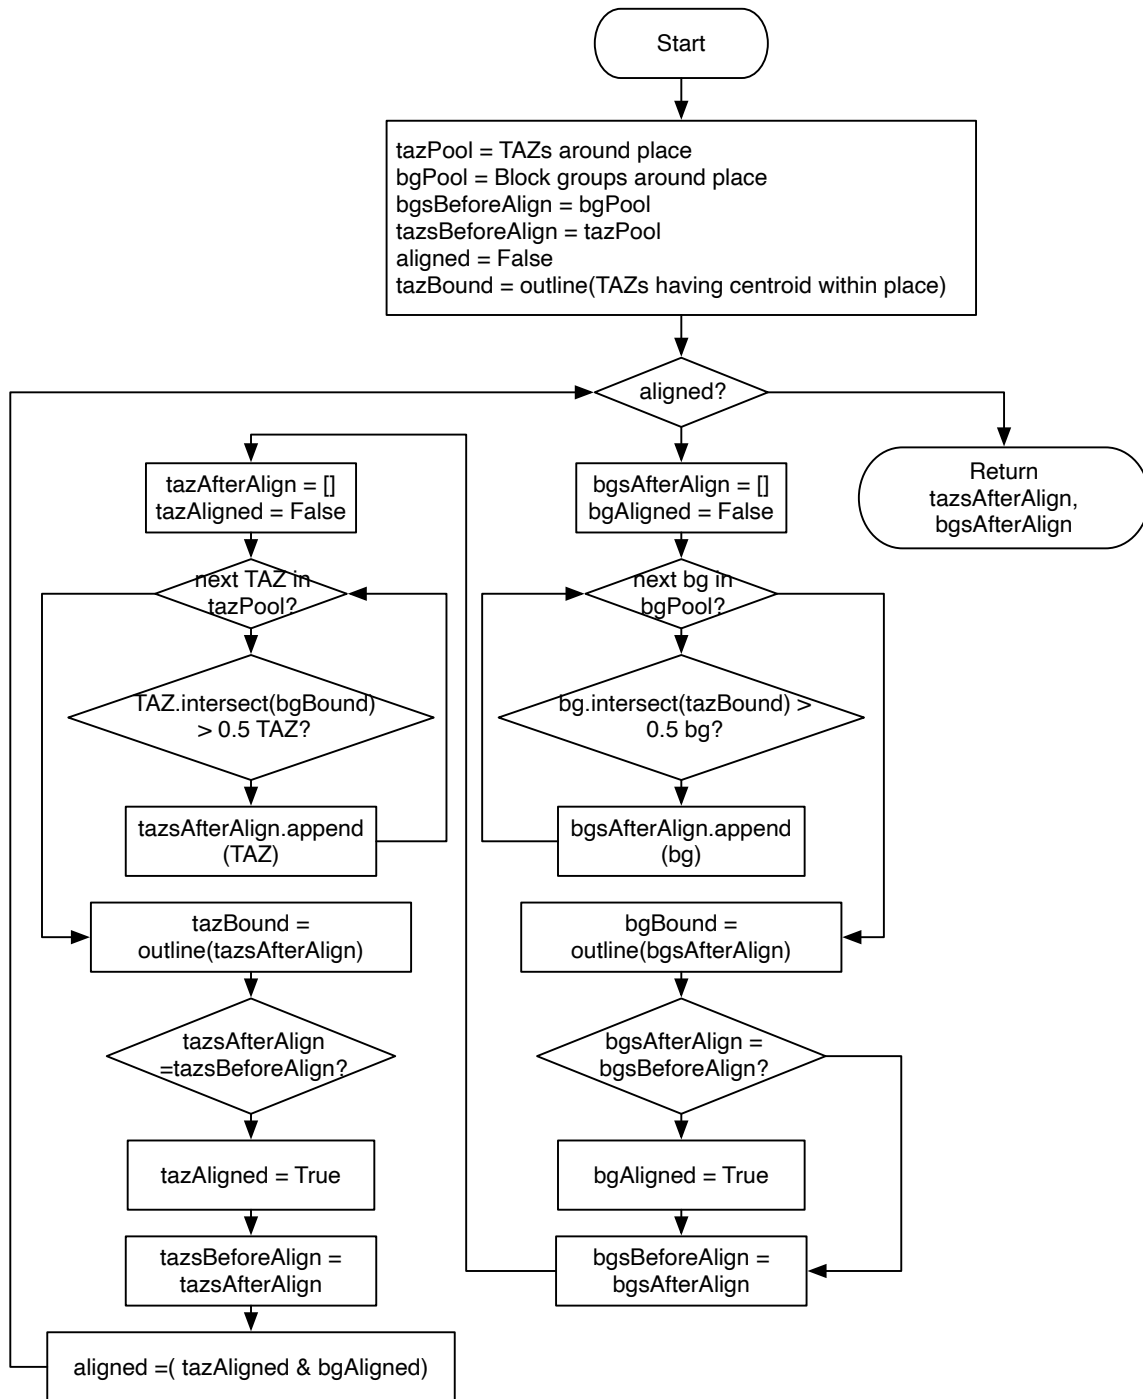 Start
tazPool = TAZs around place
bgPool = Block groups around place
bgsBeforeAlign = bgPool
tazsBeforeAlign = tazPool
aligned = False
tazBound = outline(TAZs having centroid within place)
aligned?
Return
tazsAfterAlign,
bgsAfterAlign
bgsAfterAlign = []
bgAligned = False
next bg in
bgPool?
bg.intersect(tazBound) >
0.5 bg?
bgsAfterAlign.append
(bg)
bgBound =
outline(bgsAfterAlign)
bgsAfterAlign =
bgsBeforeAlign?
bgAligned = True
bgsBeforeAlign =
bgsAfterAlign
tazAfterAlign = []
tazAligned = False
next TAZ in
tazPool?
TAZ.intersect(bgBound)
> 0.5 TAZ?
tazsAfterAlign.append
(TAZ)
tazBound =
outline(tazsAfterAlign)
tazsAfterAlign
=tazsBeforeAlign?
tazAligned = True
tazsBeforeAlign =
tazsAfterAlign
aligned =( tazAligned & bgAligned)